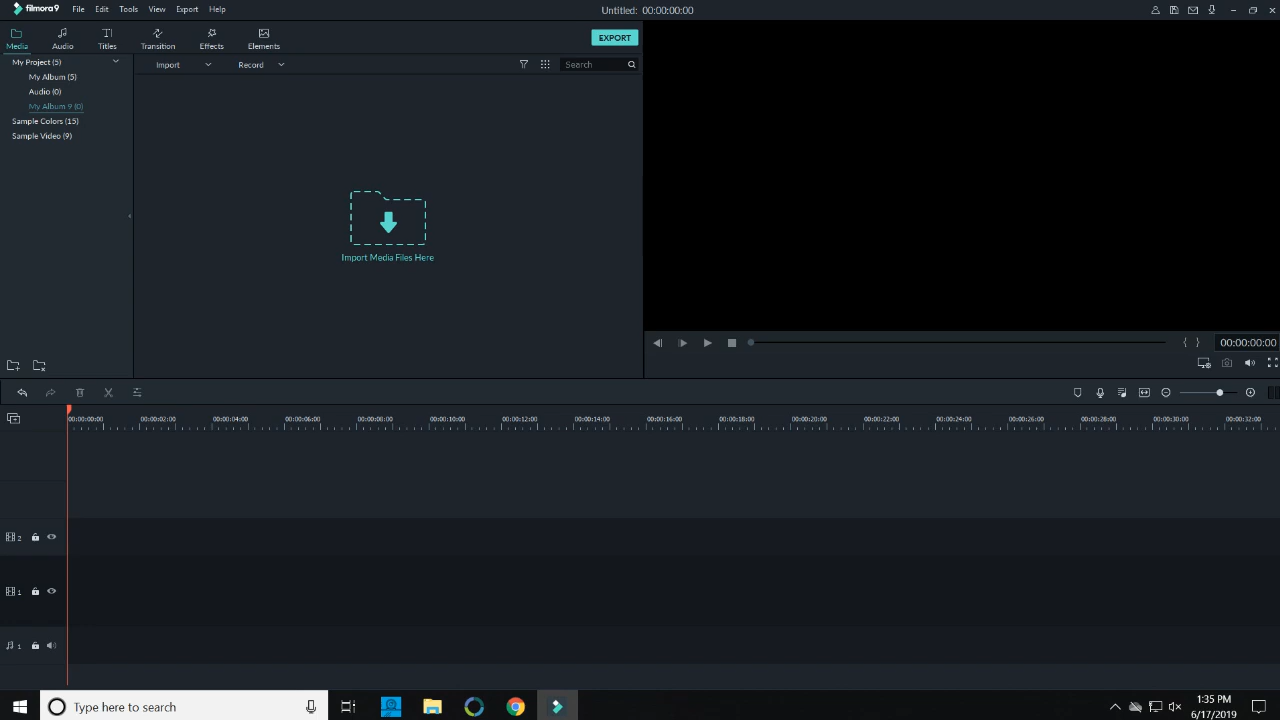 filmora9 File Edit Tools View Export Help Untitled: 00:00:00:00
Media Audio Titles Transition Effects Elements EXPORT
My Project (5) Import Record Search
My Album (5)
Audio (0)
My Album 9 (0)
Sample Colors (15)
Sample Video (9)
Import Media Files Here
{ } 00:00:00:00
00:00:00:00 00:00:02:00 00:00:04:00 00:00:06:00 00:00:08:00 00:00:10:00 00:00:12:00 00:00:14:00 00:00:16:00 00:00:18:00 00:00:20:00 00:00:22:00 00:00:24:00 00:00:26:00 00:00:28:00 00:00:30:00 00:00:32:00
2
1
1
Type here to search 1:35 PM
6/17/2019